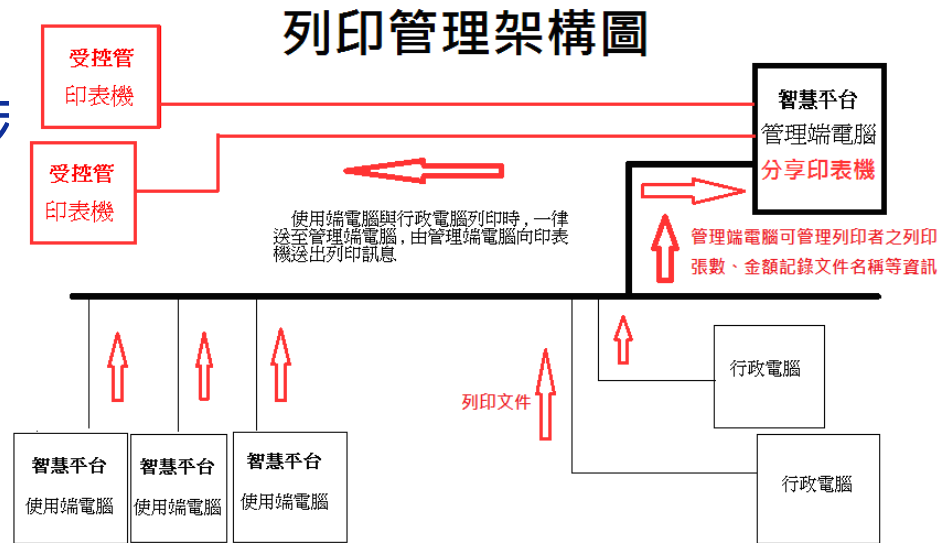 列印管理架構圖
受控管
印表機
受控管
印表機
智慧平台
管理端電腦
分享印表機
使用端電腦與行政電腦列印時,一律
送至管理端電腦,由管理端電腦向印表
機送出列印訊息
管理端電腦可管理列印者之列印
張數、金額記錄文件名稱等資訊
列印文件
行政電腦
行政電腦
智慧平台
使用端電腦
智慧平台
使用端電腦
智慧平台
使用端電腦